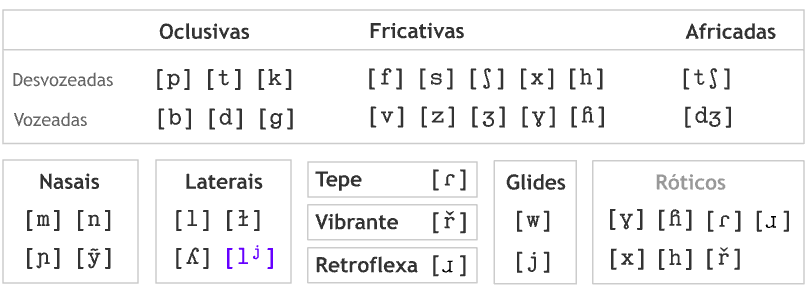 Oclusivas Fricativas Africadas
Desvozeadas [p] [t] [k] [f] [s] [ʃ] [x] [h] [tʃ]
Vozeadas [b] [d] [g] [v] [z] [ʒ] [ɣ] [ɦ] [dʒ]
Nasais
[m] [n]
[ɲ] [ỹ]
Laterais
[l] [ɫ]
[ʎ] [lʲ]
Tepe [ɾ]
Vibrante [ř]
Retroflexa [ɹ]
Glides
[w]
[j]
Róticos
[ɣ] [ɦ] [ɾ] [ɹ]
[x] [h] [ř]